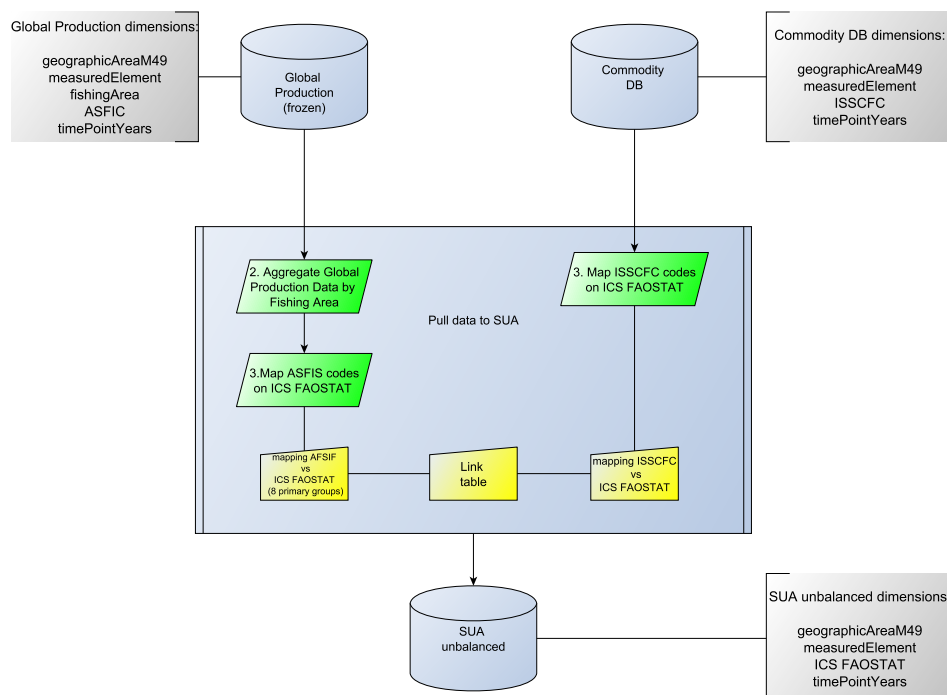 Global Production dimensions:
geographicAreaM49
measuredElement
fishingArea
ASFIC
timePointYears
Global
Production
(frozen)
Commodity
DB
Commodity DB dimensions:
geographicAreaM49
measuredElement
ISSCFC
timePointYears
2. Aggregate Global
Production Data by
Fishing Area
3. Map ISSCFC codes
on ICS FAOSTAT
Pull data to SUA
3.Map ASFIS codes
on ICS FAOSTAT
mapping AFSIF
vs
ICS FAOSTAT
(8 primary groups)
Link
table
mapping ISSCFC
vs
ICS FAOSTAT
SUA
unbalanced
SUA unbalanced dimensions
geographicAreaM49
measuredElement
ICS FAOSTAT
timePointYears